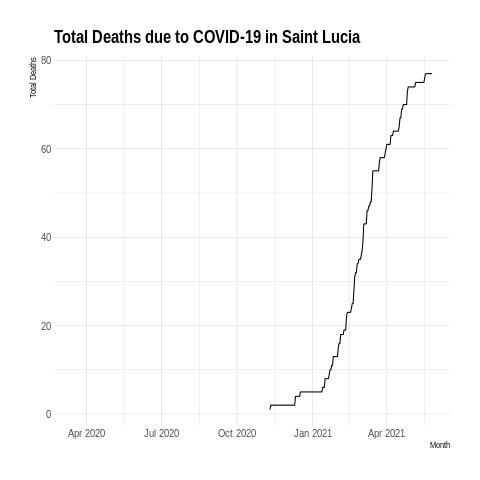 Total Deaths due to COVID-19 in Saint Lucia
Total Deaths
80
60
40
20
0
Apr 2020 Jul 2020 Oct 2020 Jan 2021 Apr 2021
Month